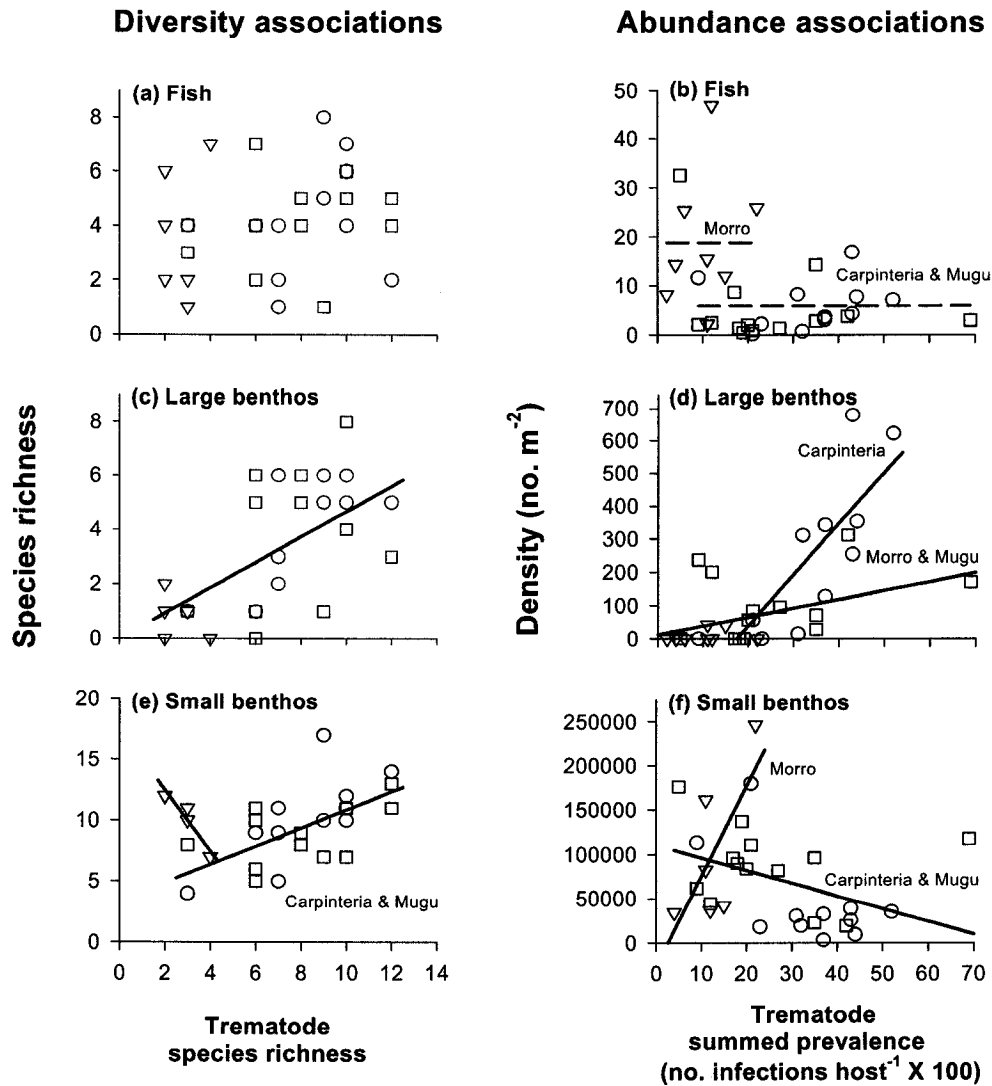 Diversity associations
Abundance associations
(a) Fish
8
6
4
2
0
(b) Fish
50
40
30
20
10
0
Morro
Carpinteria & Mugu
Species richness
(c) Large benthos
8
6
4
2
0
Density (no. m-2)
(d) Large benthos
700
600
500
400
300
200
100
0
Carpinteria
Morro & Mugu
(e) Small benthos
20
15
10
5
0
Carpinteria & Mugu
0 2 4 6 8 10 12 14
Trematode
species richness
(f) Small benthos
250000
200000
150000
100000
50000
0
Morro
Carpinteria & Mugu
0 10 20 30 40 50 60 70
Trematode
summed prevalence
(no. infections host-1 X 100)